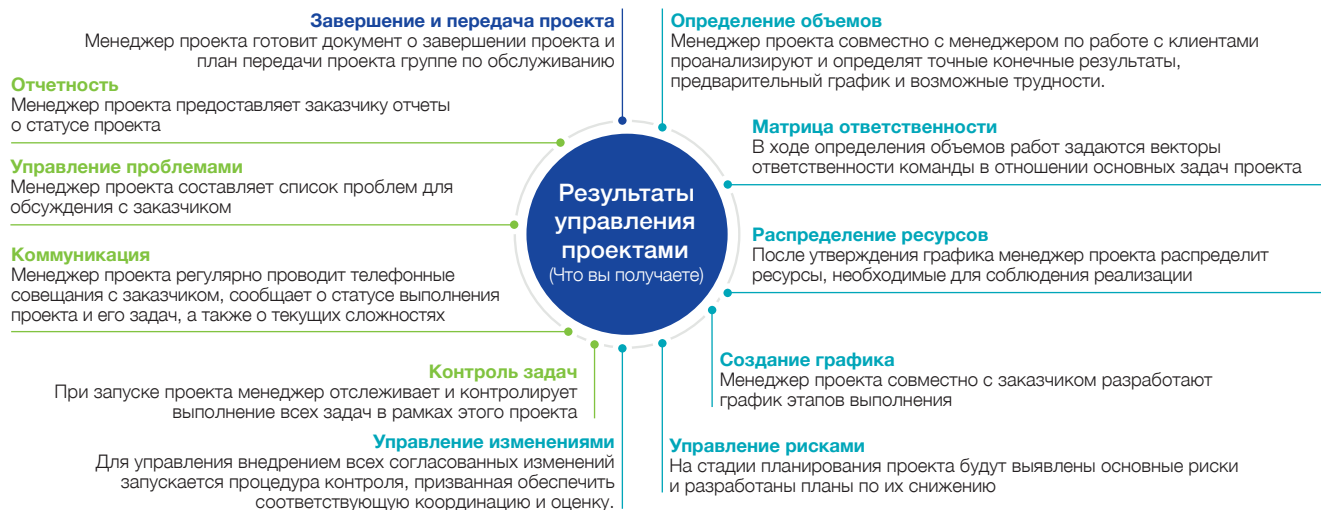 Завершение и передача проекта
Менеджер проекта готовит документ о завершении проекта и
план передачи проекта группе по обслуживанию
Отчетность
Менеджер проекта предоставляет заказчику отчеты
о статусе проекта
Управление проблемами
Менеджер проекта составляет список проблем для
обсуждения с заказчиком
Коммуникация
Менеджер проекта регулярно проводит телефонные
совещания с заказчиком, сообщает о статусе выполнения
проекта и его задач, а также о текущих сложностях
Контроль задач
При запуске проекта менеджер отслеживает и контролирует
выполнение всех задач в рамках этого проекта
Управление изменениями
Для управления внедрением всех согласованных изменений
запускается процедура контроля, призванная обеспечить
соответствующую координацию и оценку.
Результаты
управления
проектами
(Что вы получаете)
Определение объемов
Менеджер проекта совместно с менеджером по работе с клиентами
проанализируют и определят точные конечные результаты,
предварительный график и возможные трудности.
Матрица ответственности
В ходе определения объемов работ задаются векторы
ответственности команды в отношении основных задач проекта
Распределение ресурсов
После утверждения графика менеджер проекта распределит
ресурсы, необходимые для соблюдения реализации
Создание графика
Менеджер проекта совместно с заказчиком разработают
график этапов выполнения
Управление рисками
На стадии планирования проекта будут выявлены основные риски
и разработаны планы по их снижению